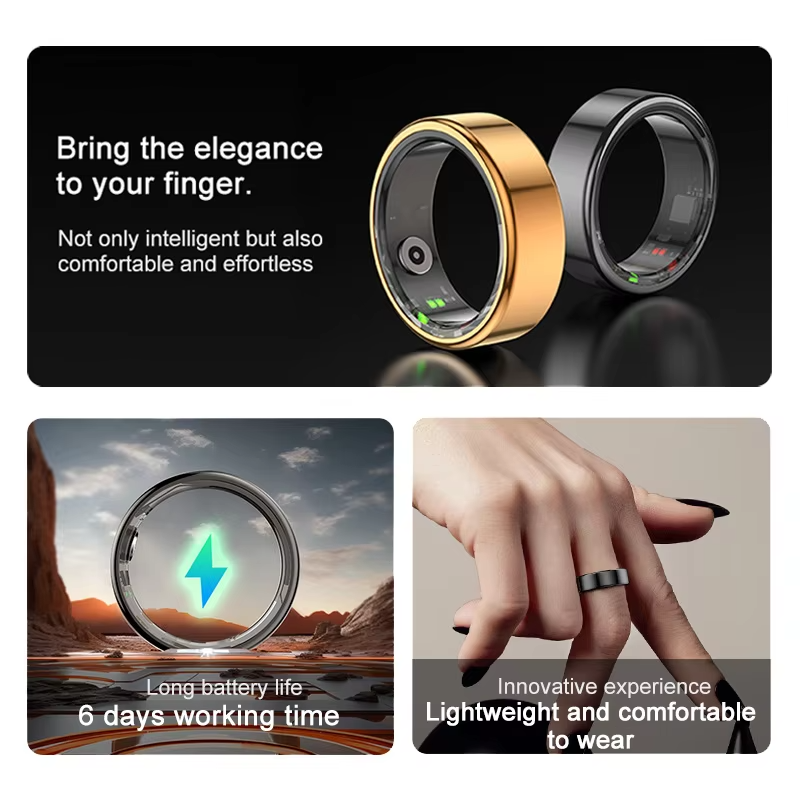 Bring the elegance
to your finger.
Not only intelligent but also
comfortable and effortless
Long battery life
6 days working time
Innovative experience
Lightweight and comfortable
to wear